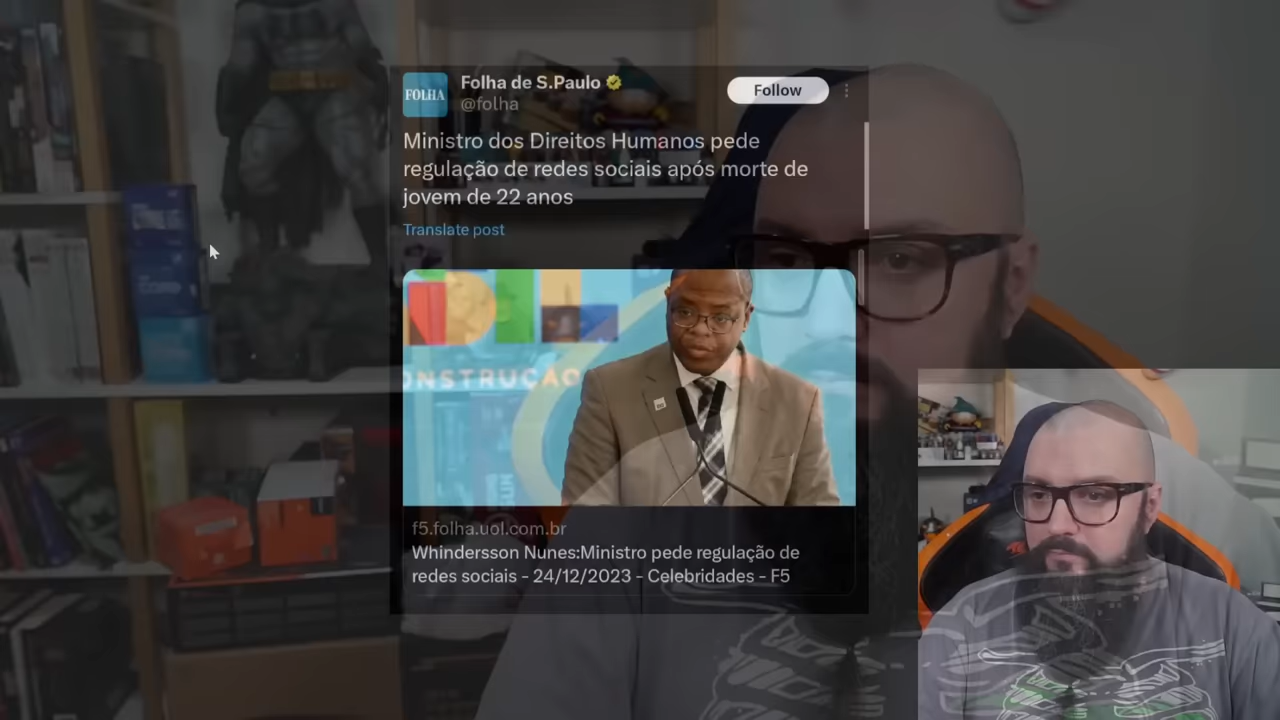 FOLHA
Folha de S.Paulo
@folha
Follow
Ministro dos Direitos Humanos pede
regulação de redes sociais após morte de
jovem de 22 anos
Translate post
ONSTRUÇÃO
f5.folha.uol.com.br
Whindersson Nunes:Ministro pede regulação de
redes sociais - 24/12/2023 - Celebridades - F5